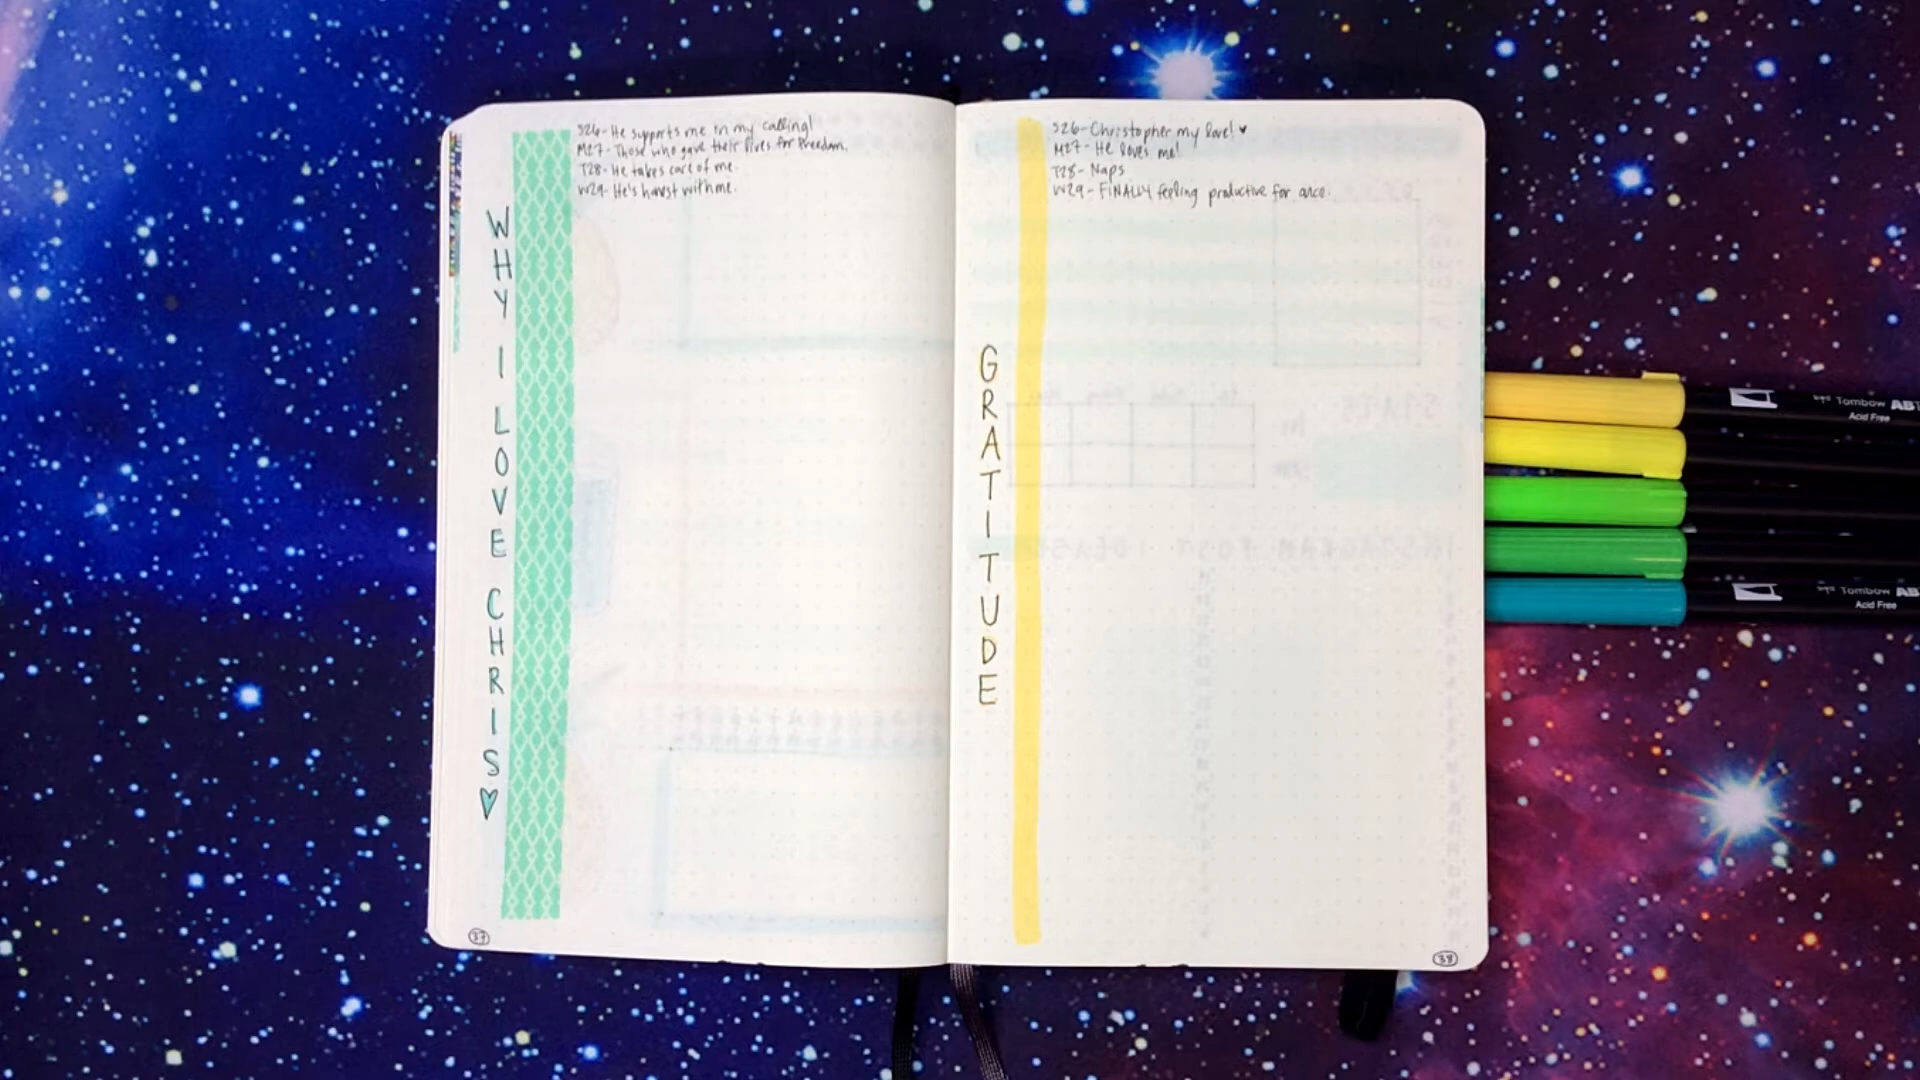 WHY I LOVE CHRIS
S26- He supports me in my calling!
M27- Those who gave their lives for freedom.
T28- He takes care of me.
W29- He's honest with me.
37
GRATITUDE
S26- Christopher my love! ♥
M27- He loves me!
T28- Naps
W29- FINALLY feeling productive for once.
38
Tombow ABT
Acid Free
Tombow AB
Acid Free